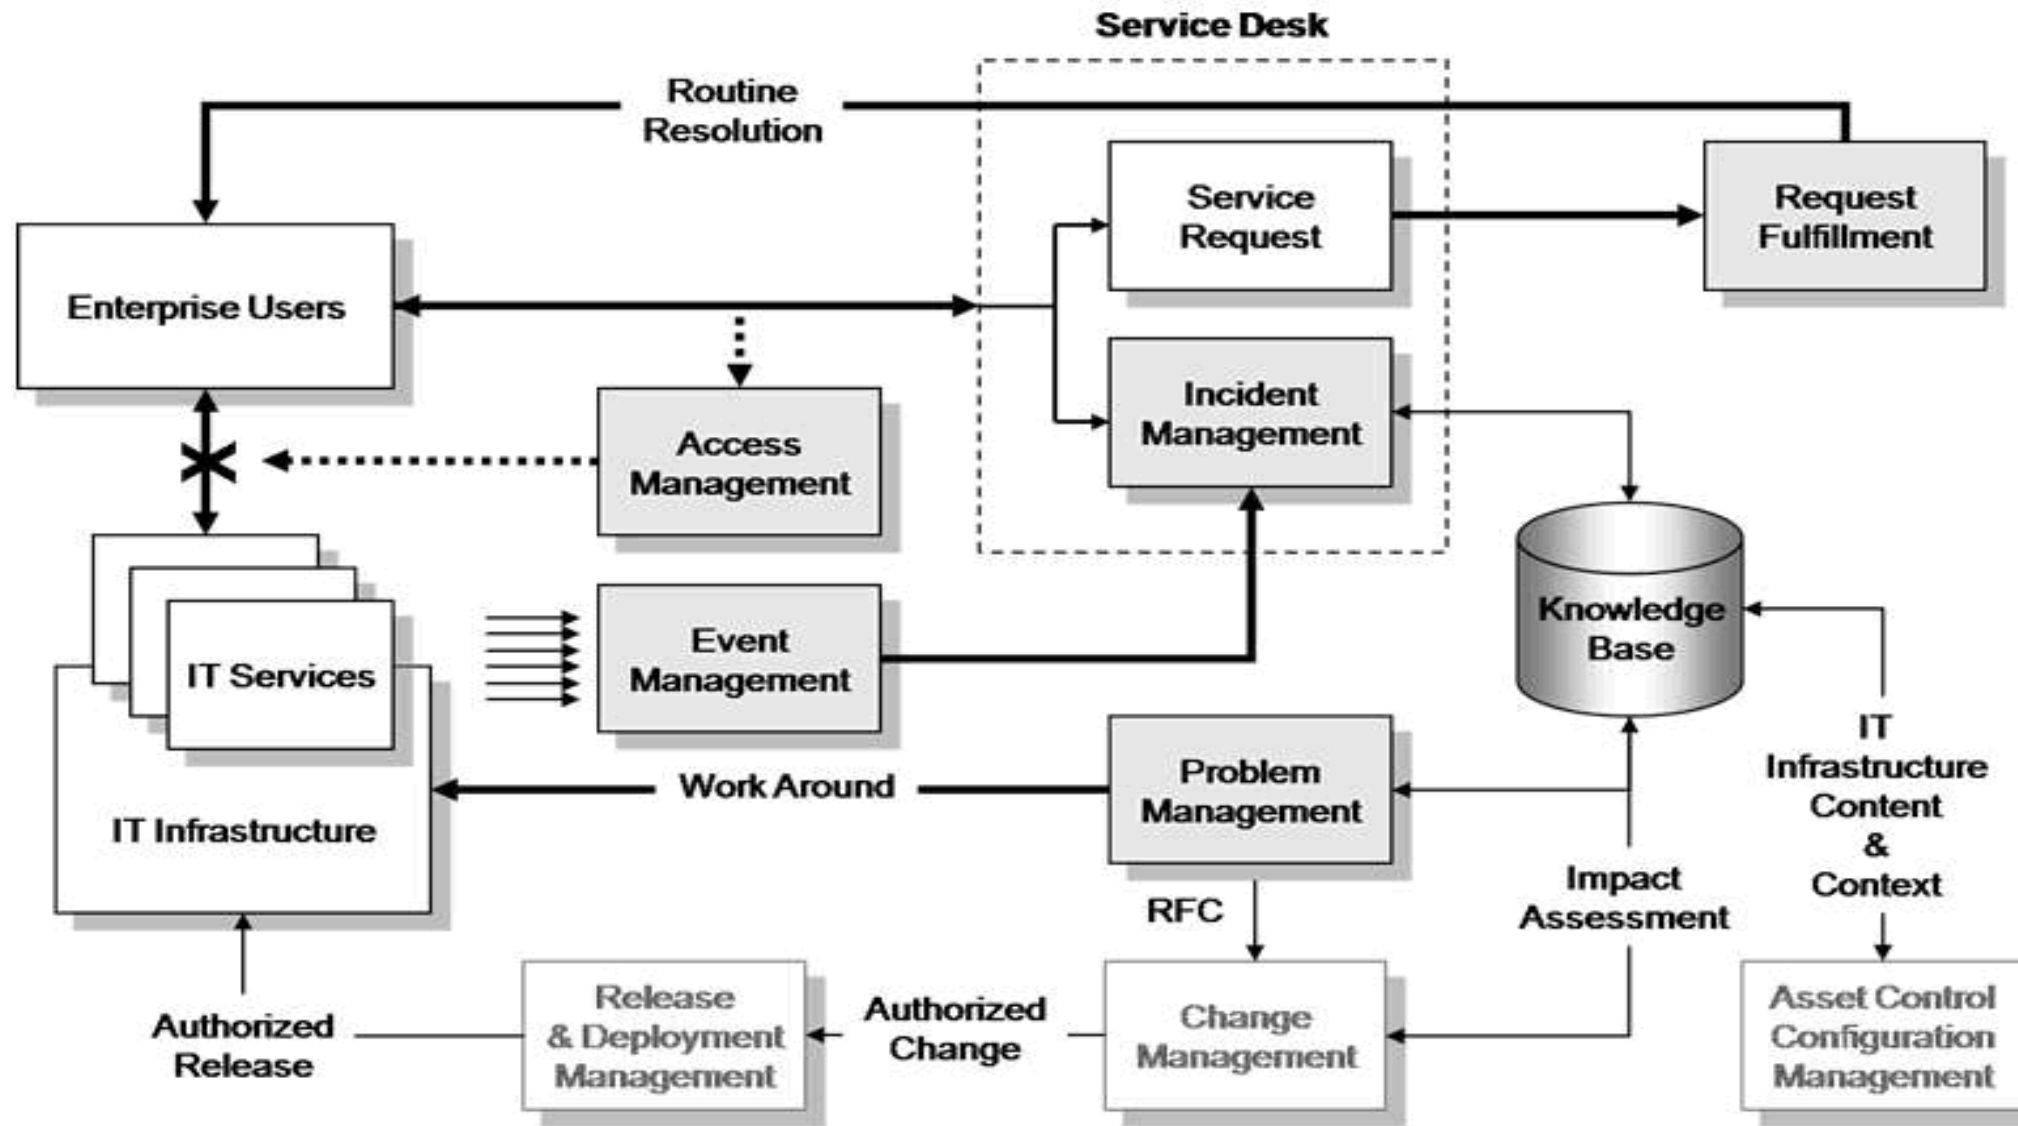 Service Desk
Routine
Resolution
Service
Request
Request
Fulfillment
Enterprise Users
Incident
Management
Access
Management
Knowledge
Base
Event
Management
IT Services
IT
Infrastructure
Content
&
Context
Problem
Management
Work Around
IT Infrastructure
Impact
Assessment
RFC
Release
& Deployment
Management
Authorized
Change
Change
Management
Asset Control
Configuration
Management
Authorized
Release